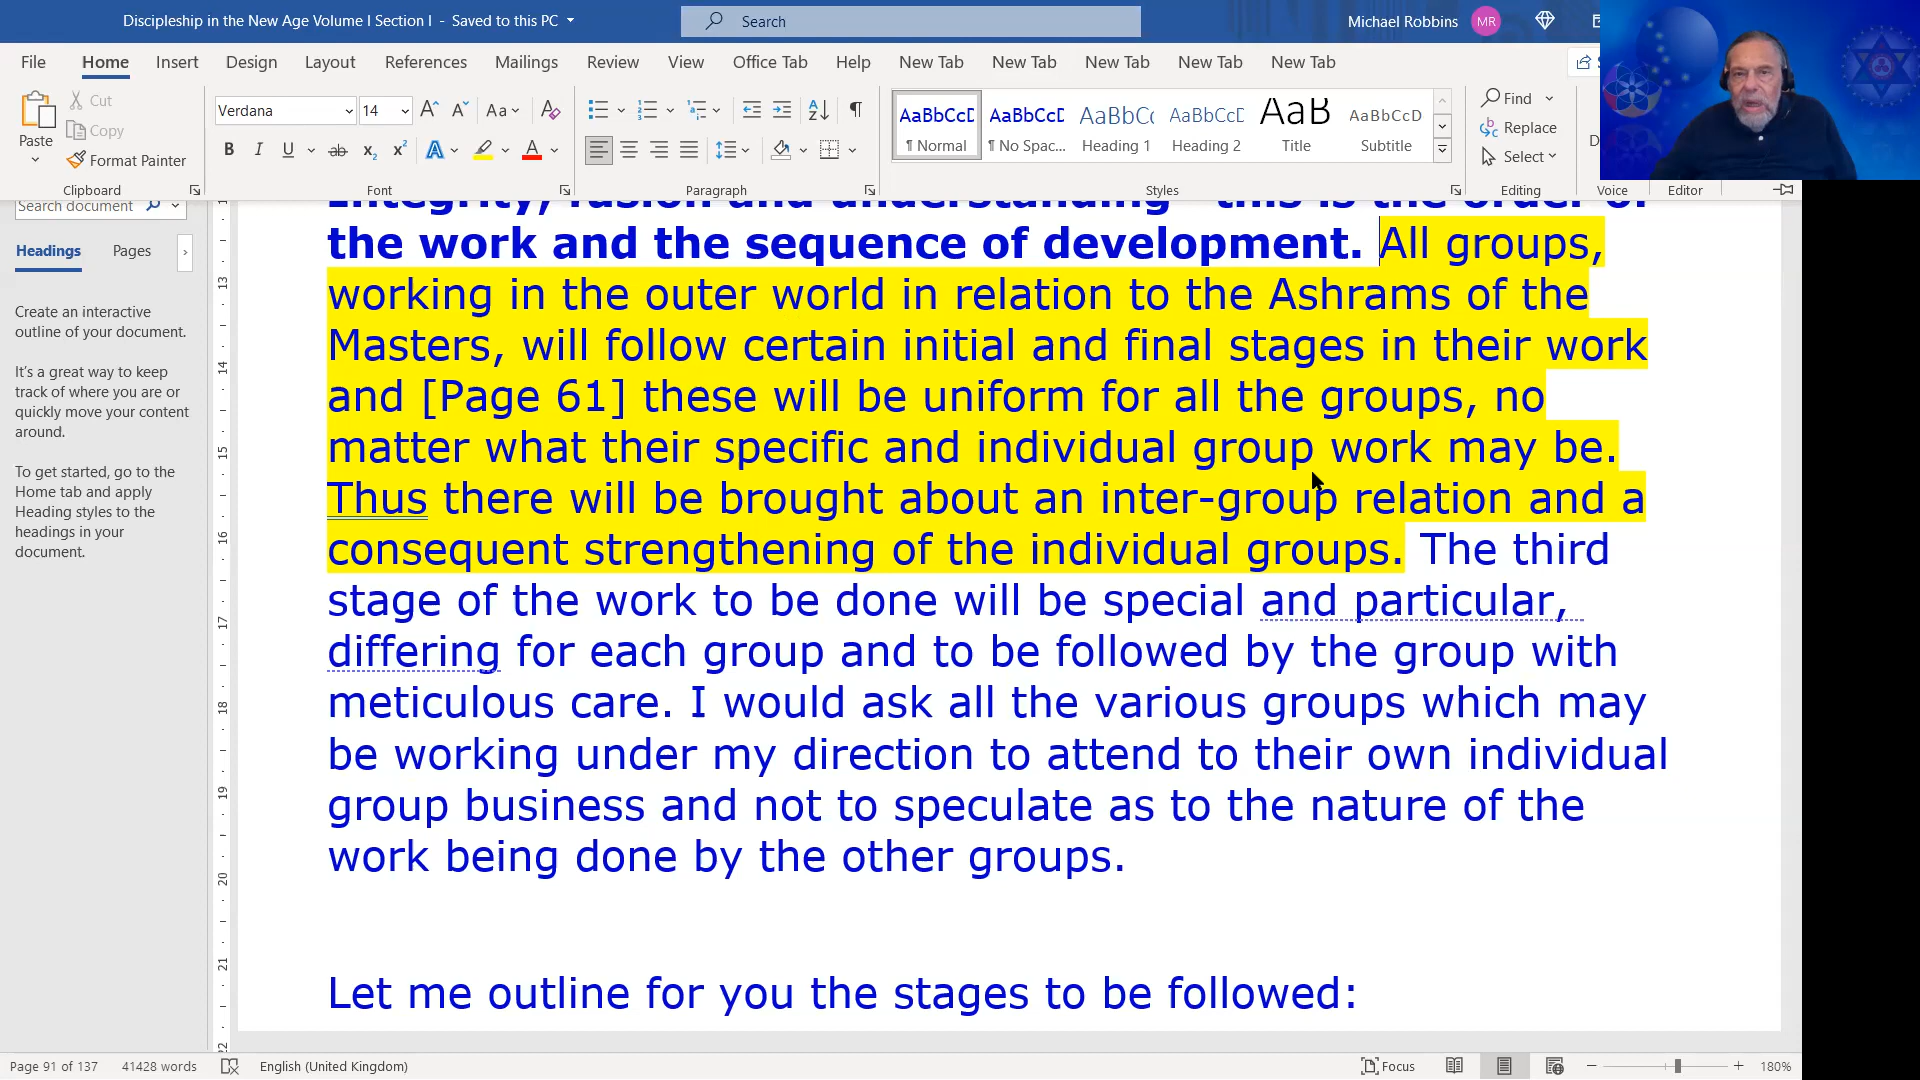 Discipleship in the New Age Volume I Section I - Saved to this PC
Search
Michael Robbins
MR
File Home Insert Design Layout References Mailings Review View Office Tab Help New Tab New Tab New Tab New Tab New Tab
Paste
Cut
Copy
Format Painter
Clipboard
Verdana 14
Font
Paragraph
AaBbCcD AaBbCcD AaBbCc AaBbCcD AaB AaBbCcD
¶ Normal ¶ No Spac... Heading 1 Heading 2 Title Subtitle
Styles
Find
Replace
Select
Editing
Voice
Editor
Search document
Headings Pages
Create an interactive
outline of your document.
It's a great way to keep
track of where you are or
quickly move your content
around.
To get started, go to the
Home tab and apply
Heading styles to the
headings in your
document.
Integrity, fusion and understanding—this is the order of
the work and the sequence of development. All groups,
working in the outer world in relation to the Ashrams of the
Masters, will follow certain initial and final stages in their work
and [Page 61] these will be uniform for all the groups, no
matter what their specific and individual group work may be.
Thus there will be brought about an inter-group relation and a
consequent strengthening of the individual groups. The third
stage of the work to be done will be special and particular,
differing for each group and to be followed by the group with
meticulous care. I would ask all the various groups which may
be working under my direction to attend to their own individual
group business and not to speculate as to the nature of the
work being done by the other groups.
Let me outline for you the stages to be followed:
Page 91 of 137 41428 words English (United Kingdom) Focus 180%